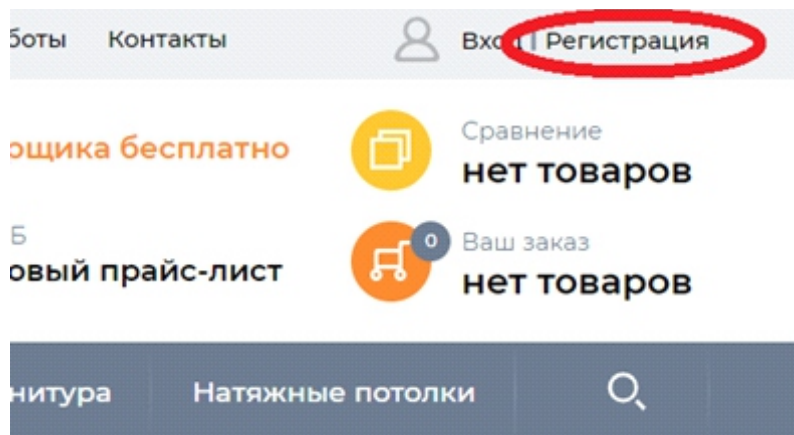 боты Контакты Вход | Регистрация
ощика бесплатно
Сравнение
нет товаров
Б
овый прайс-лист
0
Ваш заказ
нет товаров
нитура Натяжные потолки